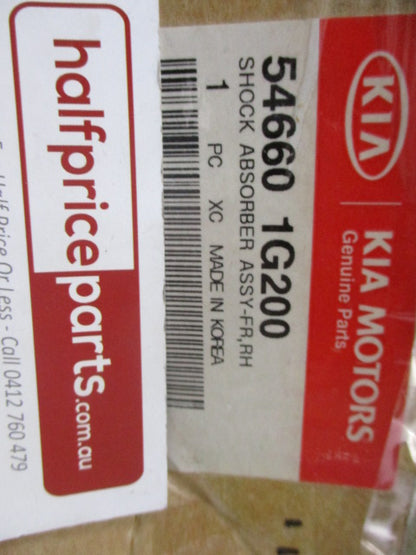 KIA
KIA MOTORS
Genuine Parts
54660 1G200
SHOCK ABSORBER ASSY-FR,RH
1 PC XC MADE IN KOREA
halfpriceparts.com.au
Half Price Or Less - Call 0412 760 479